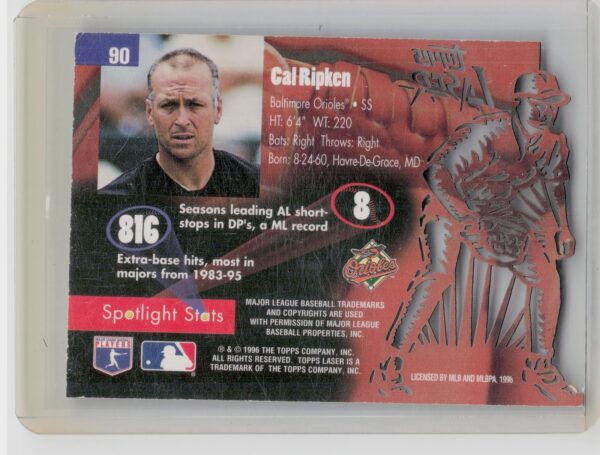 90
Cal Ripken
Baltimore Orioles® • SS
HT: 6'4" WT: 220
Bats: Right Throws: Right
Born: 8-24-60, Havre-De-Grace, MD
816
Extra-base hits, most in
majors from 1983-95
8
Seasons leading AL short-
stops in DP's, a ML record
Orioles
Spotlight Stats
MAJOR LEAGUE BASEBALL TRADEMARKS
AND COPYRIGHTS ARE USED
WITH PERMISSION OF MAJOR LEAGUE
BASEBALL PROPERTIES, INC.
® & © 1996 THE TOPPS COMPANY, INC.
ALL RIGHTS RESERVED. TOPPS LASER IS A
TRADEMARK OF THE TOPPS COMPANY, INC.
PLAYERS
LICENSED BY MLB AND MLBPA, 1996
Topps
Laser